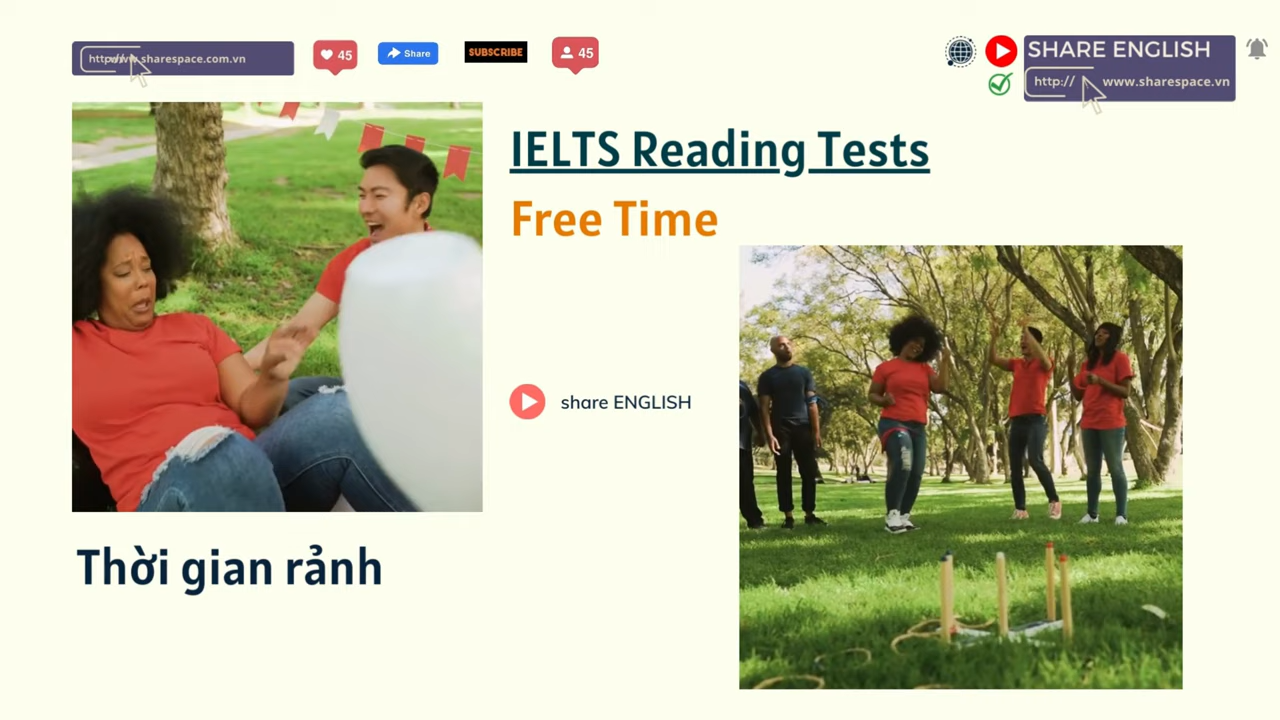 www.sharespace.com.vn
45
Share
SUBSCRIBE
45
SHARE ENGLISH
http:// www.sharespace.vn
IELTS Reading Tests
Free Time
share ENGLISH
Thời gian rảnh